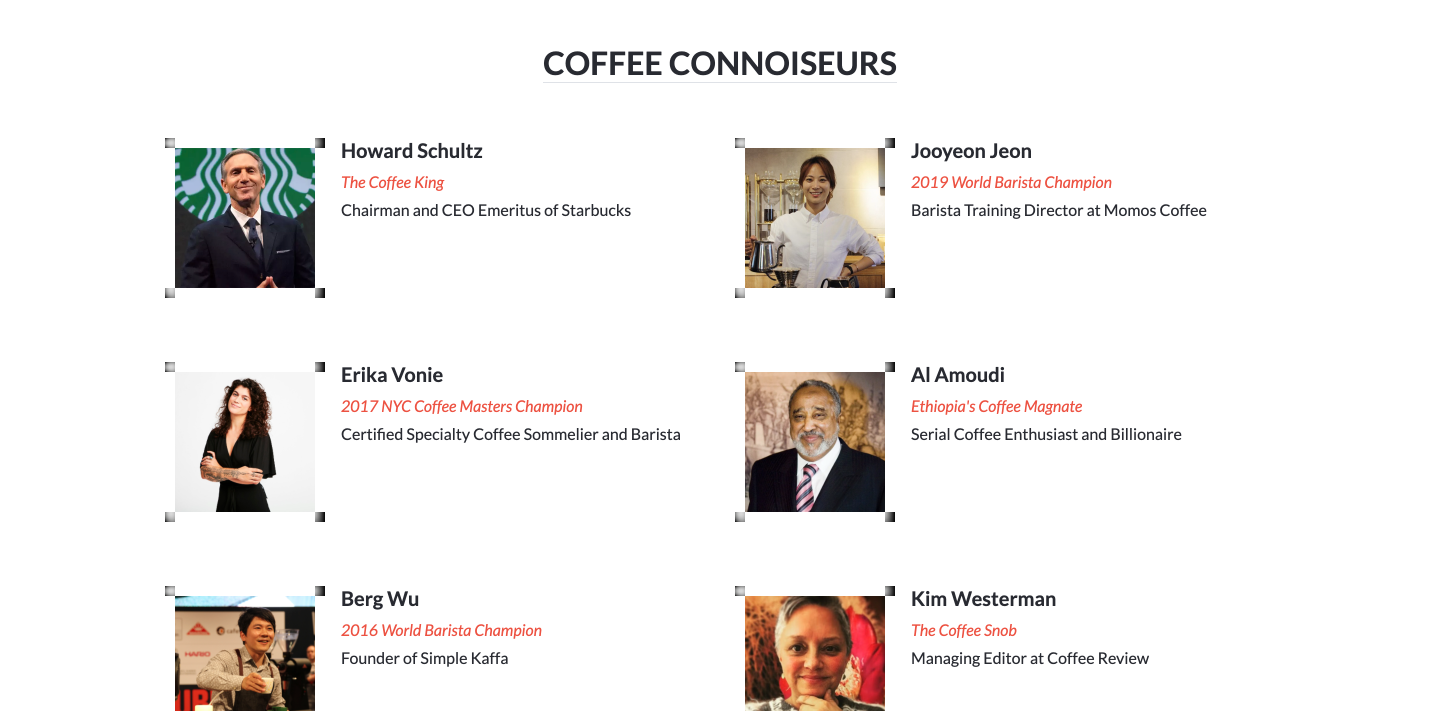 COFFEE CONNOISEURS
Howard Schultz
The Coffee King
Chairman and CEO Emeritus of Starbucks
Jooyeon Jeon
2019 World Barista Champion
Barista Training Director at Momos Coffee
Erika Vonie
2017 NYC Coffee Masters Champion
Certified Specialty Coffee Sommelier and Barista
Al Amoudi
Ethiopia's Coffee Magnate
Serial Coffee Enthusiast and Billionaire
Berg Wu
2016 World Barista Champion
Founder of Simple Kaffa
HARIO
Kim Westerman
The Coffee Snob
Managing Editor at Coffee Review